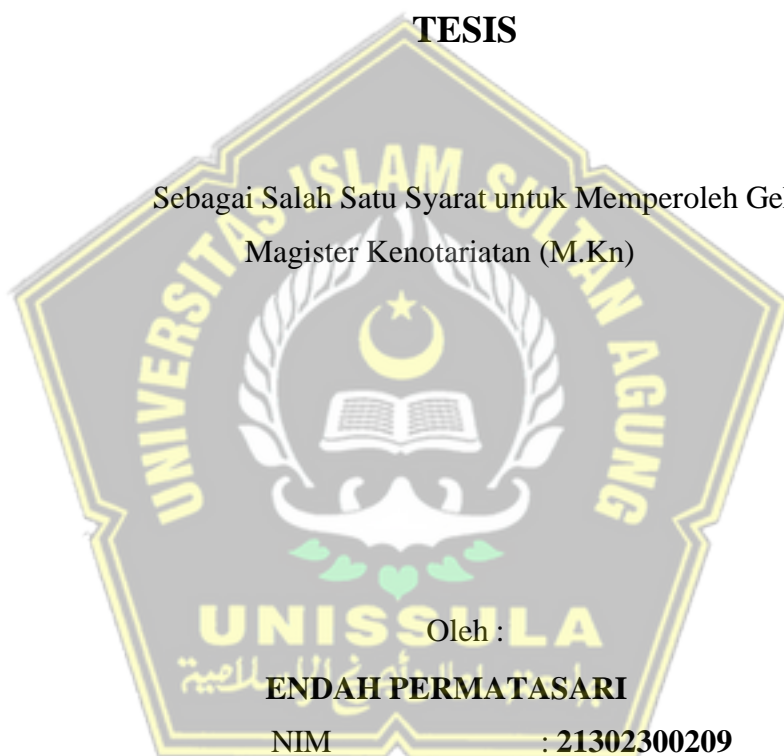 TESIS
UNIVERSITAS ISLAM SULTAN AGUNG
Sebagai Salah Satu Syarat untuk Memperoleh Ge
Magister Kenotariatan (M.Kn)
UNISSULA
Oleh :
ENDAH PERMATASARI
NIM : 21302300209